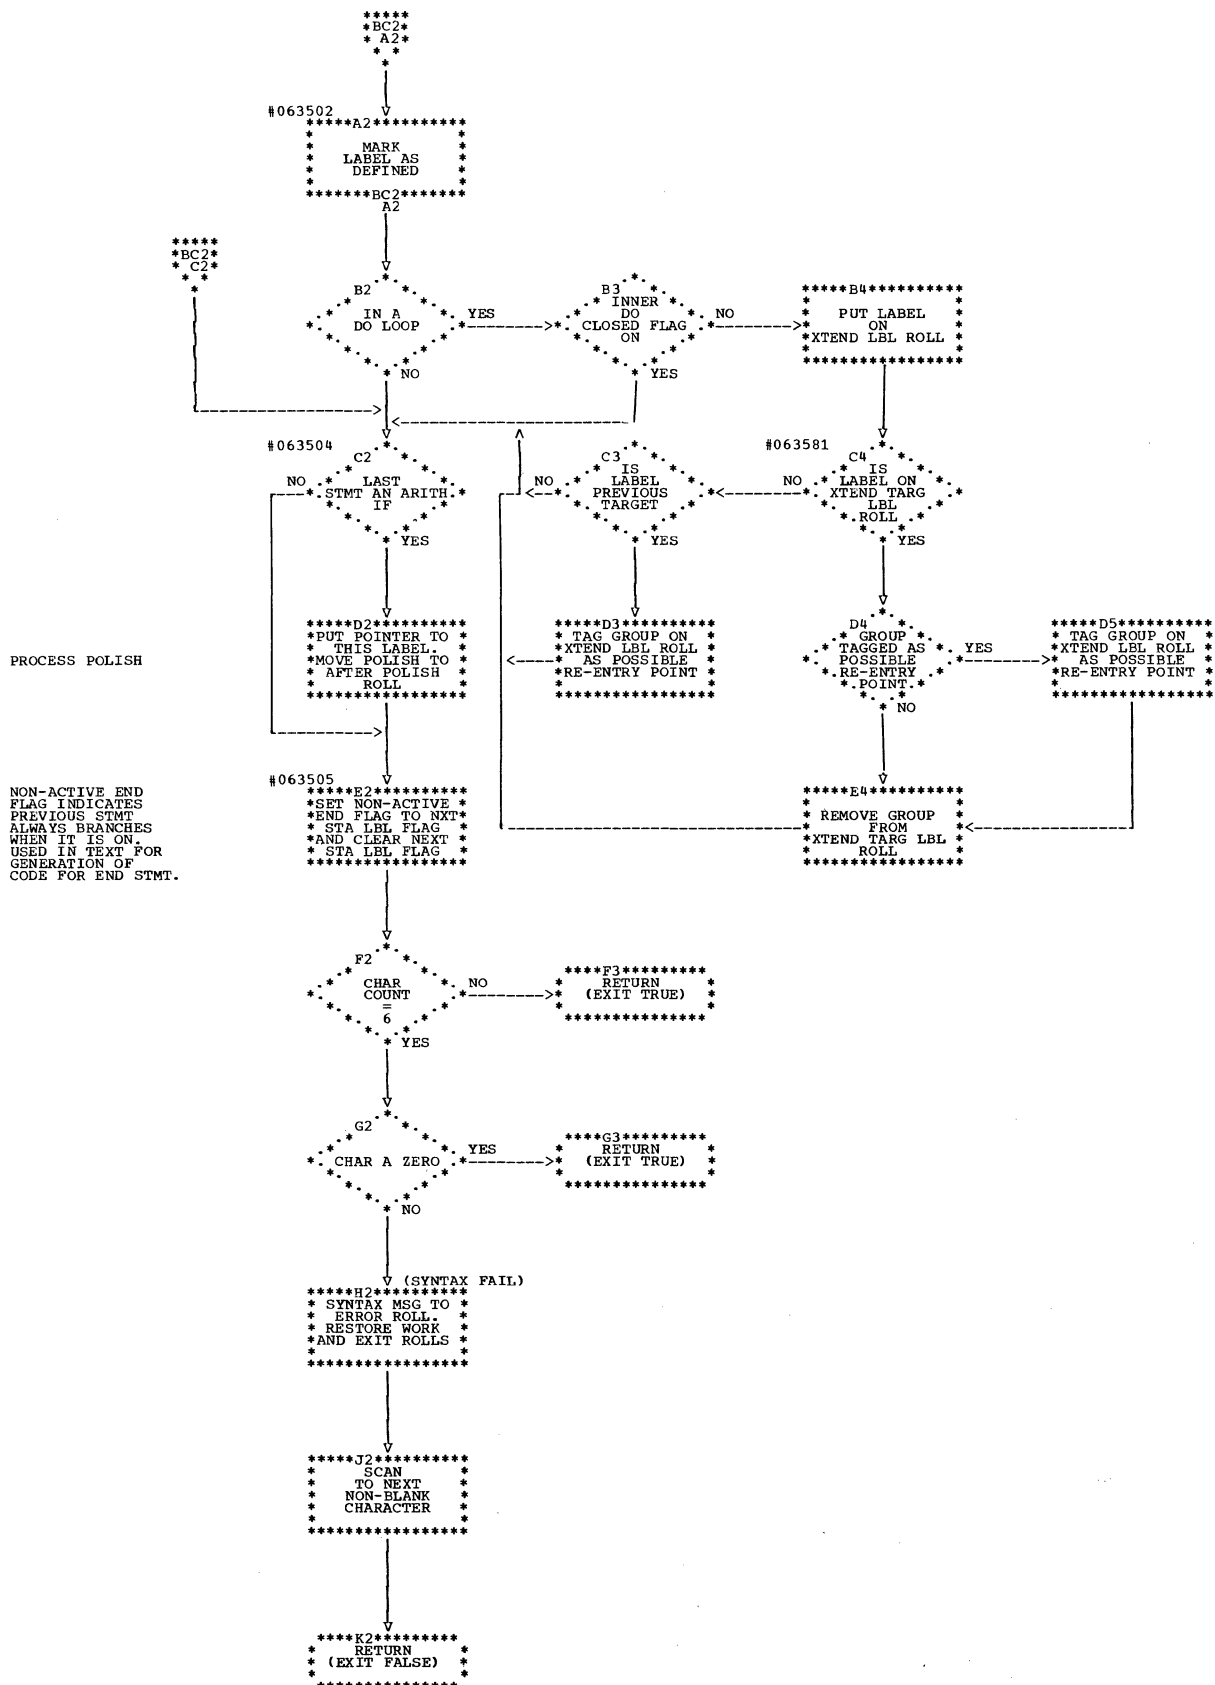 BC2
A2
#063502
A2
MARK
LABEL AS
DEFINED
BC2
A2
BC2
C2
B2
IN A
DO LOOP
YES
NO
B3
INNER
DO
CLOSED FLAG
ON
NO
YES
B4
PUT LABEL
ON
XTEND LBL ROLL
#063504
C2
LAST
STMT AN ARITH
IF
NO
YES
C3
IS
LABEL
PREVIOUS
TARGET
NO
YES
#063581
C4
IS
LABEL ON
XTEND TARG
LBL
ROLL
NO
YES
PROCESS POLISH
D2
PUT POINTER TO
THIS LABEL.
MOVE POLISH TO
AFTER POLISH
ROLL
D3
TAG GROUP ON
XTEND LBL ROLL
AS POSSIBLE
RE-ENTRY POINT
D4
GROUP
TAGGED AS
POSSIBLE
RE-ENTRY
POINT
YES
NO
D5
TAG GROUP ON
XTEND LBL ROLL
AS POSSIBLE
RE-ENTRY POINT
NON-ACTIVE END
FLAG INDICATES
PREVIOUS STMT
ALWAYS BRANCHES
WHEN IT IS ON.
USED IN TEXT FOR
GENERATION OF
CODE FOR END STMT.
#063505
E2
SET NON-ACTIVE
END FLAG TO NXT
STA LBL FLAG
AND CLEAR NEXT
STA LBL FLAG
E4
REMOVE GROUP
FROM
XTEND TARG LBL
ROLL
F2
CHAR
COUNT
=
6
NO
YES
F3
RETURN
(EXIT TRUE)
G2
CHAR A ZERO
YES
NO
G3
RETURN
(EXIT TRUE)
(SYNTAX FAIL)
H2
SYNTAX MSG TO
ERROR ROLL.
RESTORE WORK
AND EXIT ROLLS
J2
SCAN
TO NEXT
NON-BLANK
CHARACTER
K2
RETURN
(EXIT FALSE)